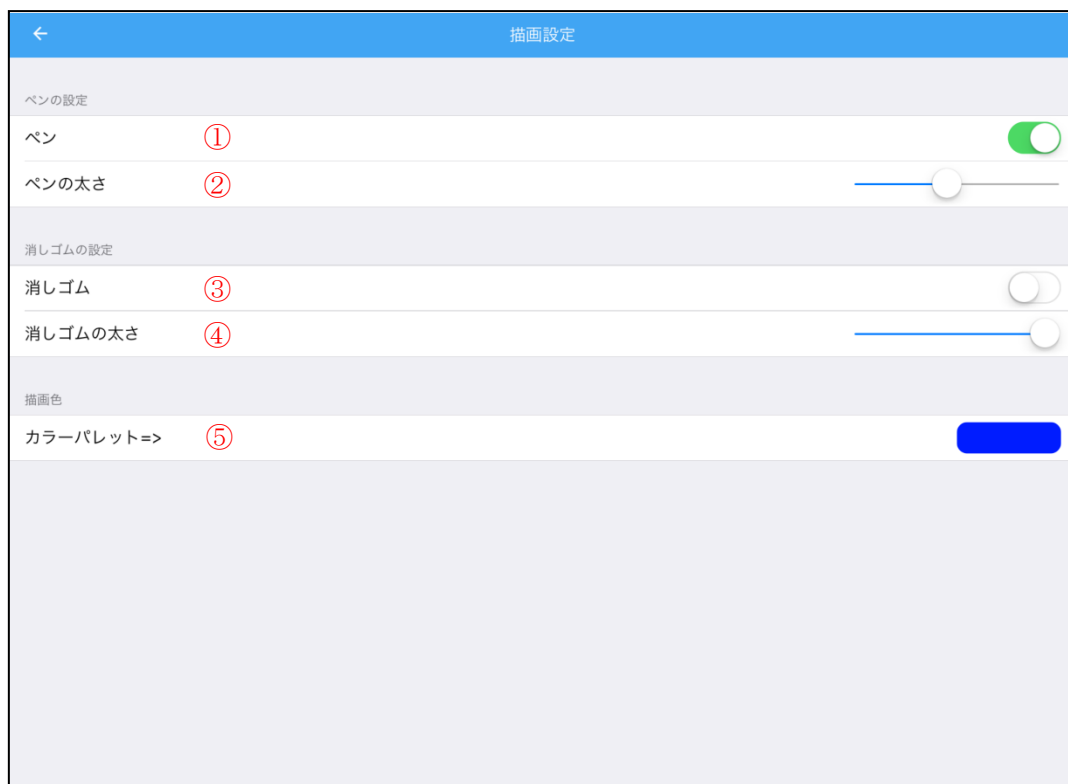 描画設定
ペンの設定
ペン ①
ペンの太さ ②
消しゴムの設定
消しゴム ③
消しゴムの太さ ④
描画色
カラーパレット=> ⑤